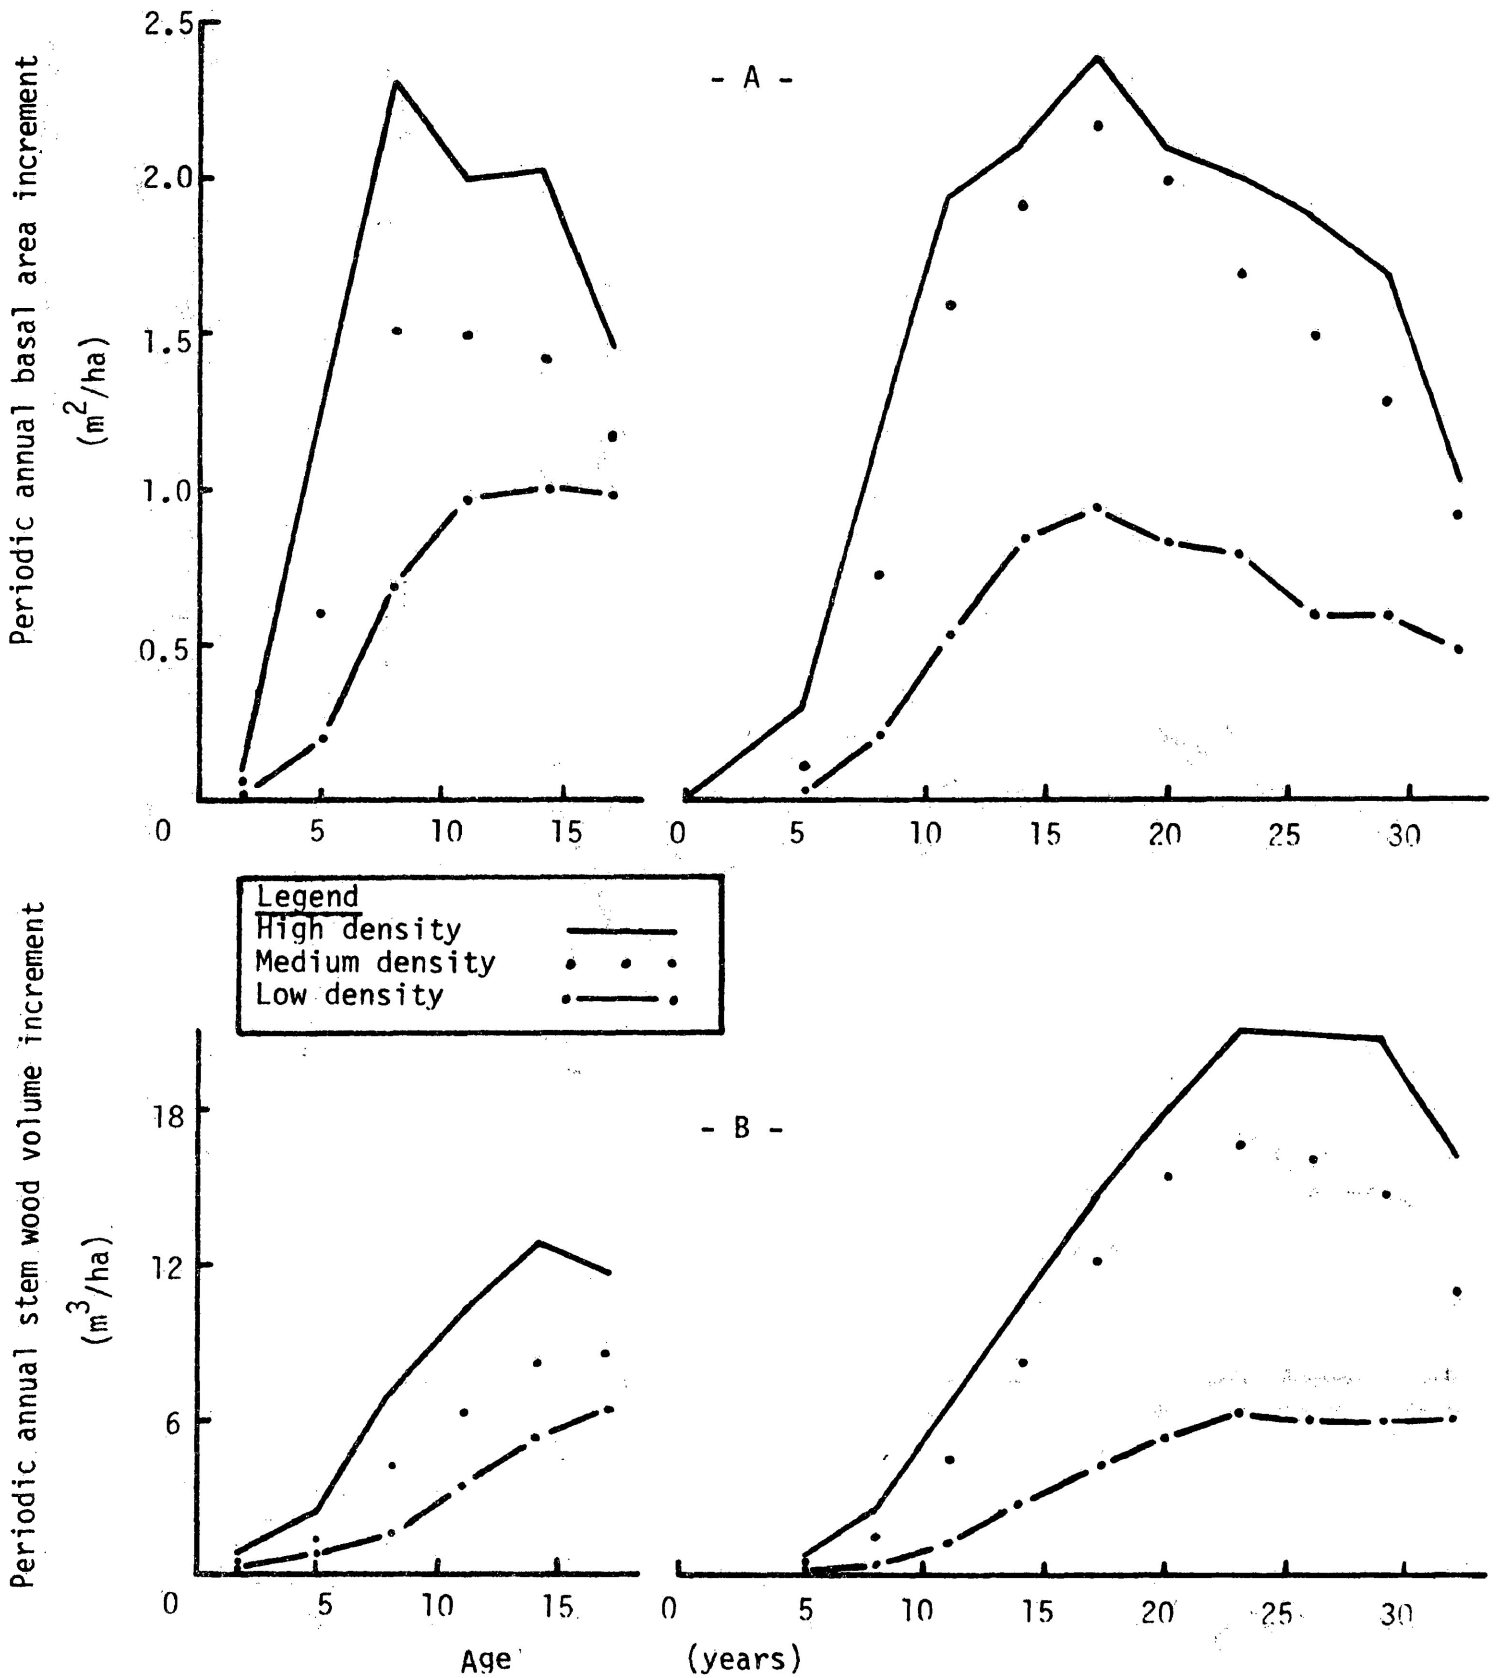 Periodic annual basal area increment
(m²/ha)
- A -
2.5
2.0
1.5
1.0
0.5
0 5 10 15 0 5 10 15 20 25 30
Legend
High density
Medium density
Low density
Periodic annual stem wood volume increment
(m³/ha)
- B -
18
12
6
0 5 10 15 0 5 10 15 20 25 30
Age (years)